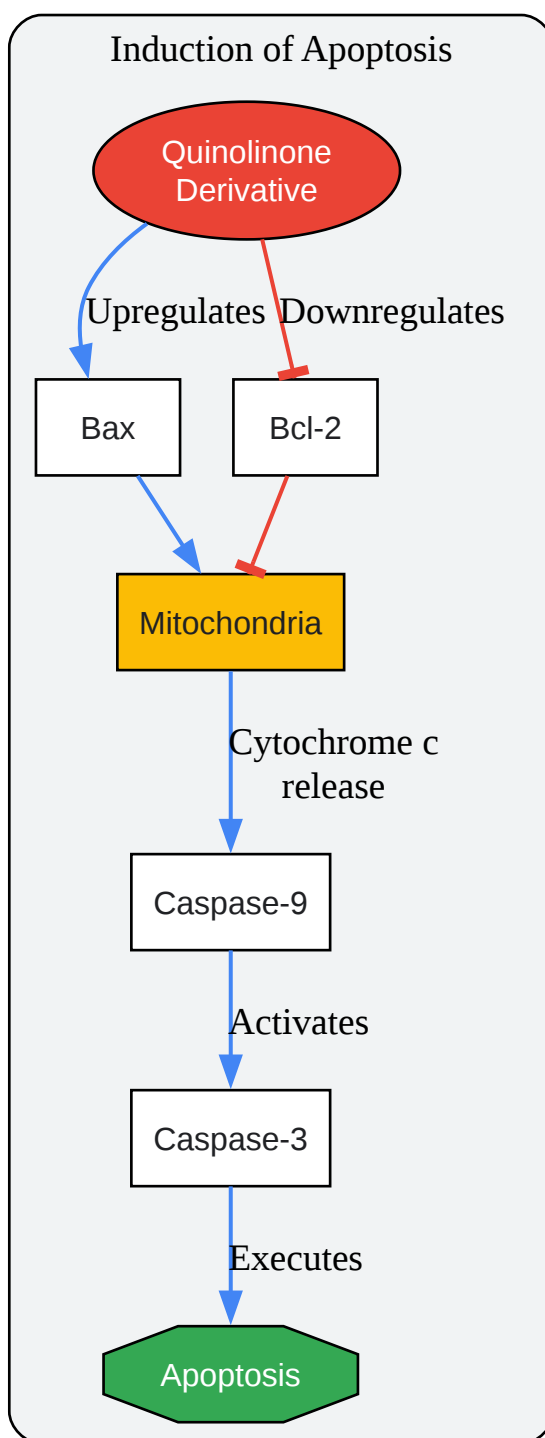 Induction of Apoptosis
Quinolinone
Derivative
Upregulates
Downregulates
Bax
Bcl-2
Mitochondria
Cytochrome c
release
Caspase-9
Activates
Caspase-3
Executes
Apoptosis